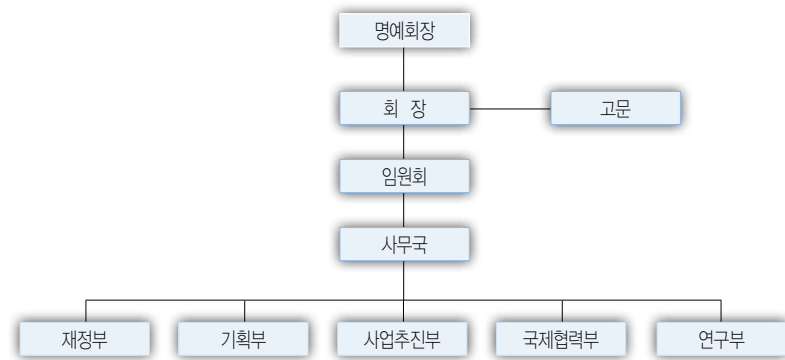 명예회장
회 장
고문
임원회
사무국
재정부
기획부
사업추진부
국제협력부
연구부